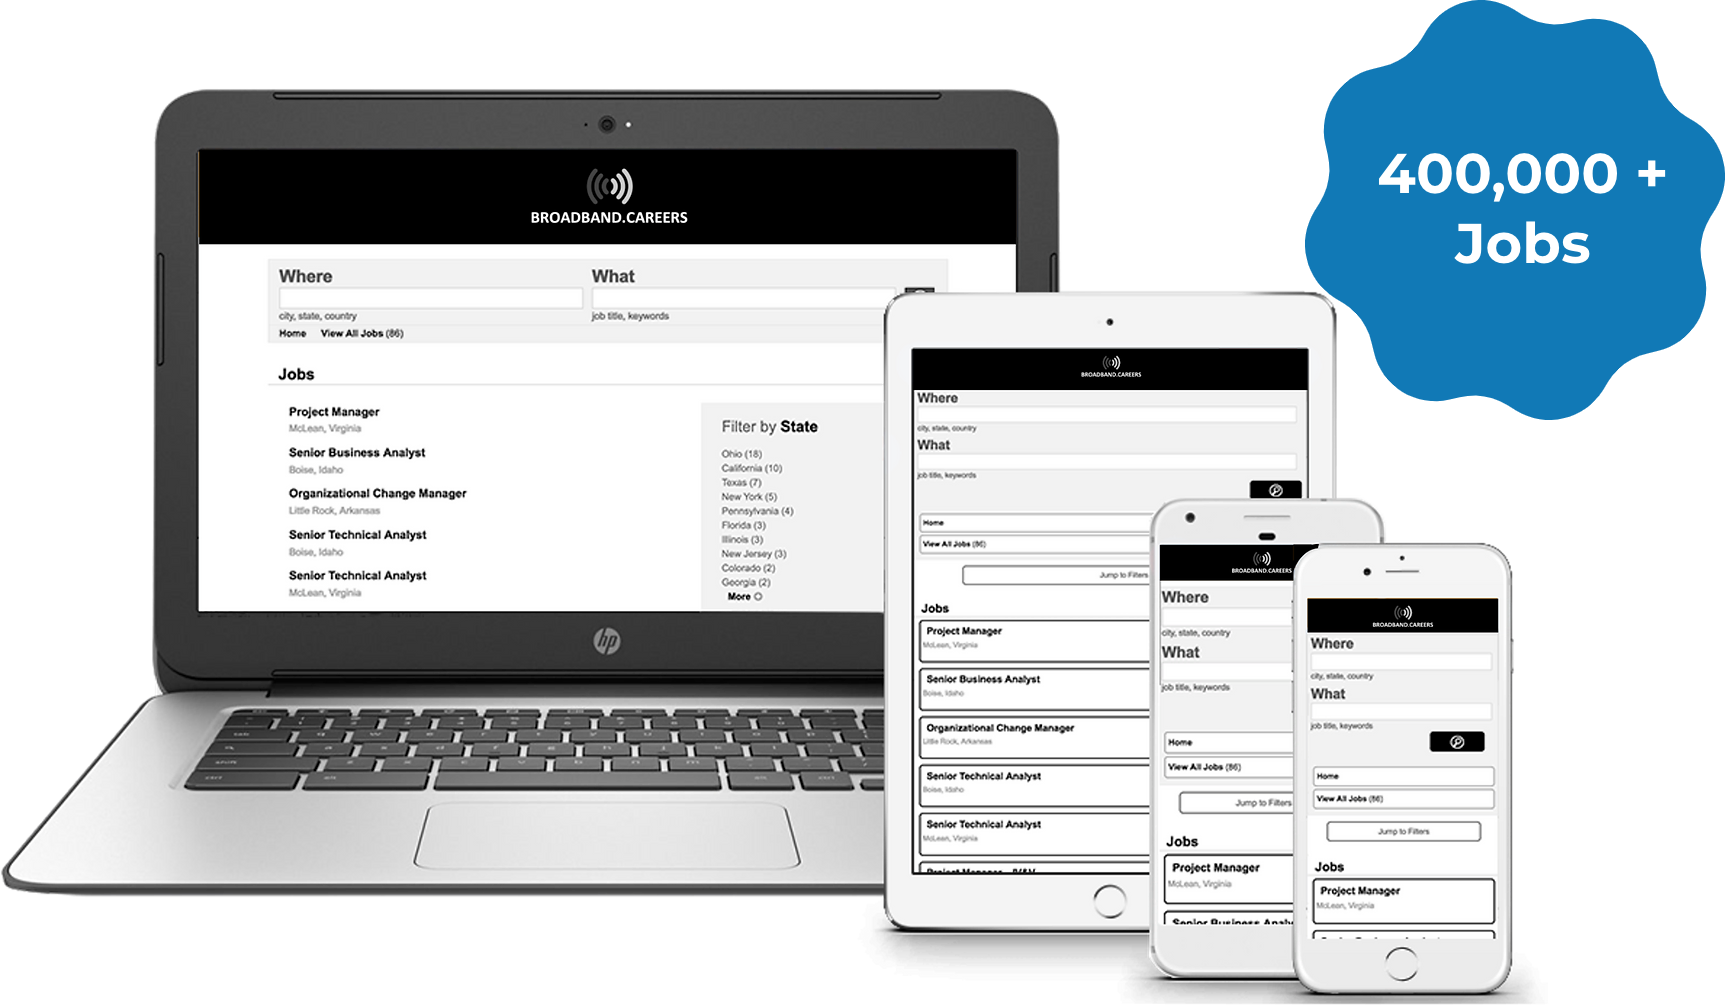 400,000 +
Jobs
BROADBAND.CAREERS
Where
What
city, state, country
job title, keywords
Home
View All Jobs (86)
Jobs
Project Manager
McLean, Virginia
Senior Business Analyst
Boise, Idaho
Organizational Change Manager
Little Rock, Arkansas
Senior Technical Analyst
Boise, Idaho
Senior Technical Analyst
McLean, Virginia
Filter by State
Ohio (18)
California (10)
Texas (7)
New York (5)
Pennsylvania (4)
Florida (3)
Illinois (3)
New Jersey (3)
Colorado (2)
Georgia (2)
More
hp
BROADBAND.CAREERS
Where
city, state, country
What
job title, keywords
Home
View All Jobs (86)
Jump to Filters
Jobs
Project Manager
McLean, Virginia
Senior Business Analyst
Boise, Idaho
Organizational Change Manager
Little Rock, Arkansas
Senior Technical Analyst
Boise, Idaho
Senior Technical Analyst
McLean, Virginia
BROADBAND.CAREERS
Where
city, state, country
What
job title, keywords
Home
View All Jobs (86)
Jump to Filters
Jobs
Project Manager
McLean, Virginia
Senior Business
BROADBAND.CAREERS
Where
city, state, country
What
job title, keywords
Home
View All Jobs (86)
Jump to Filters
Jobs
Project Manager
McLean, Virginia